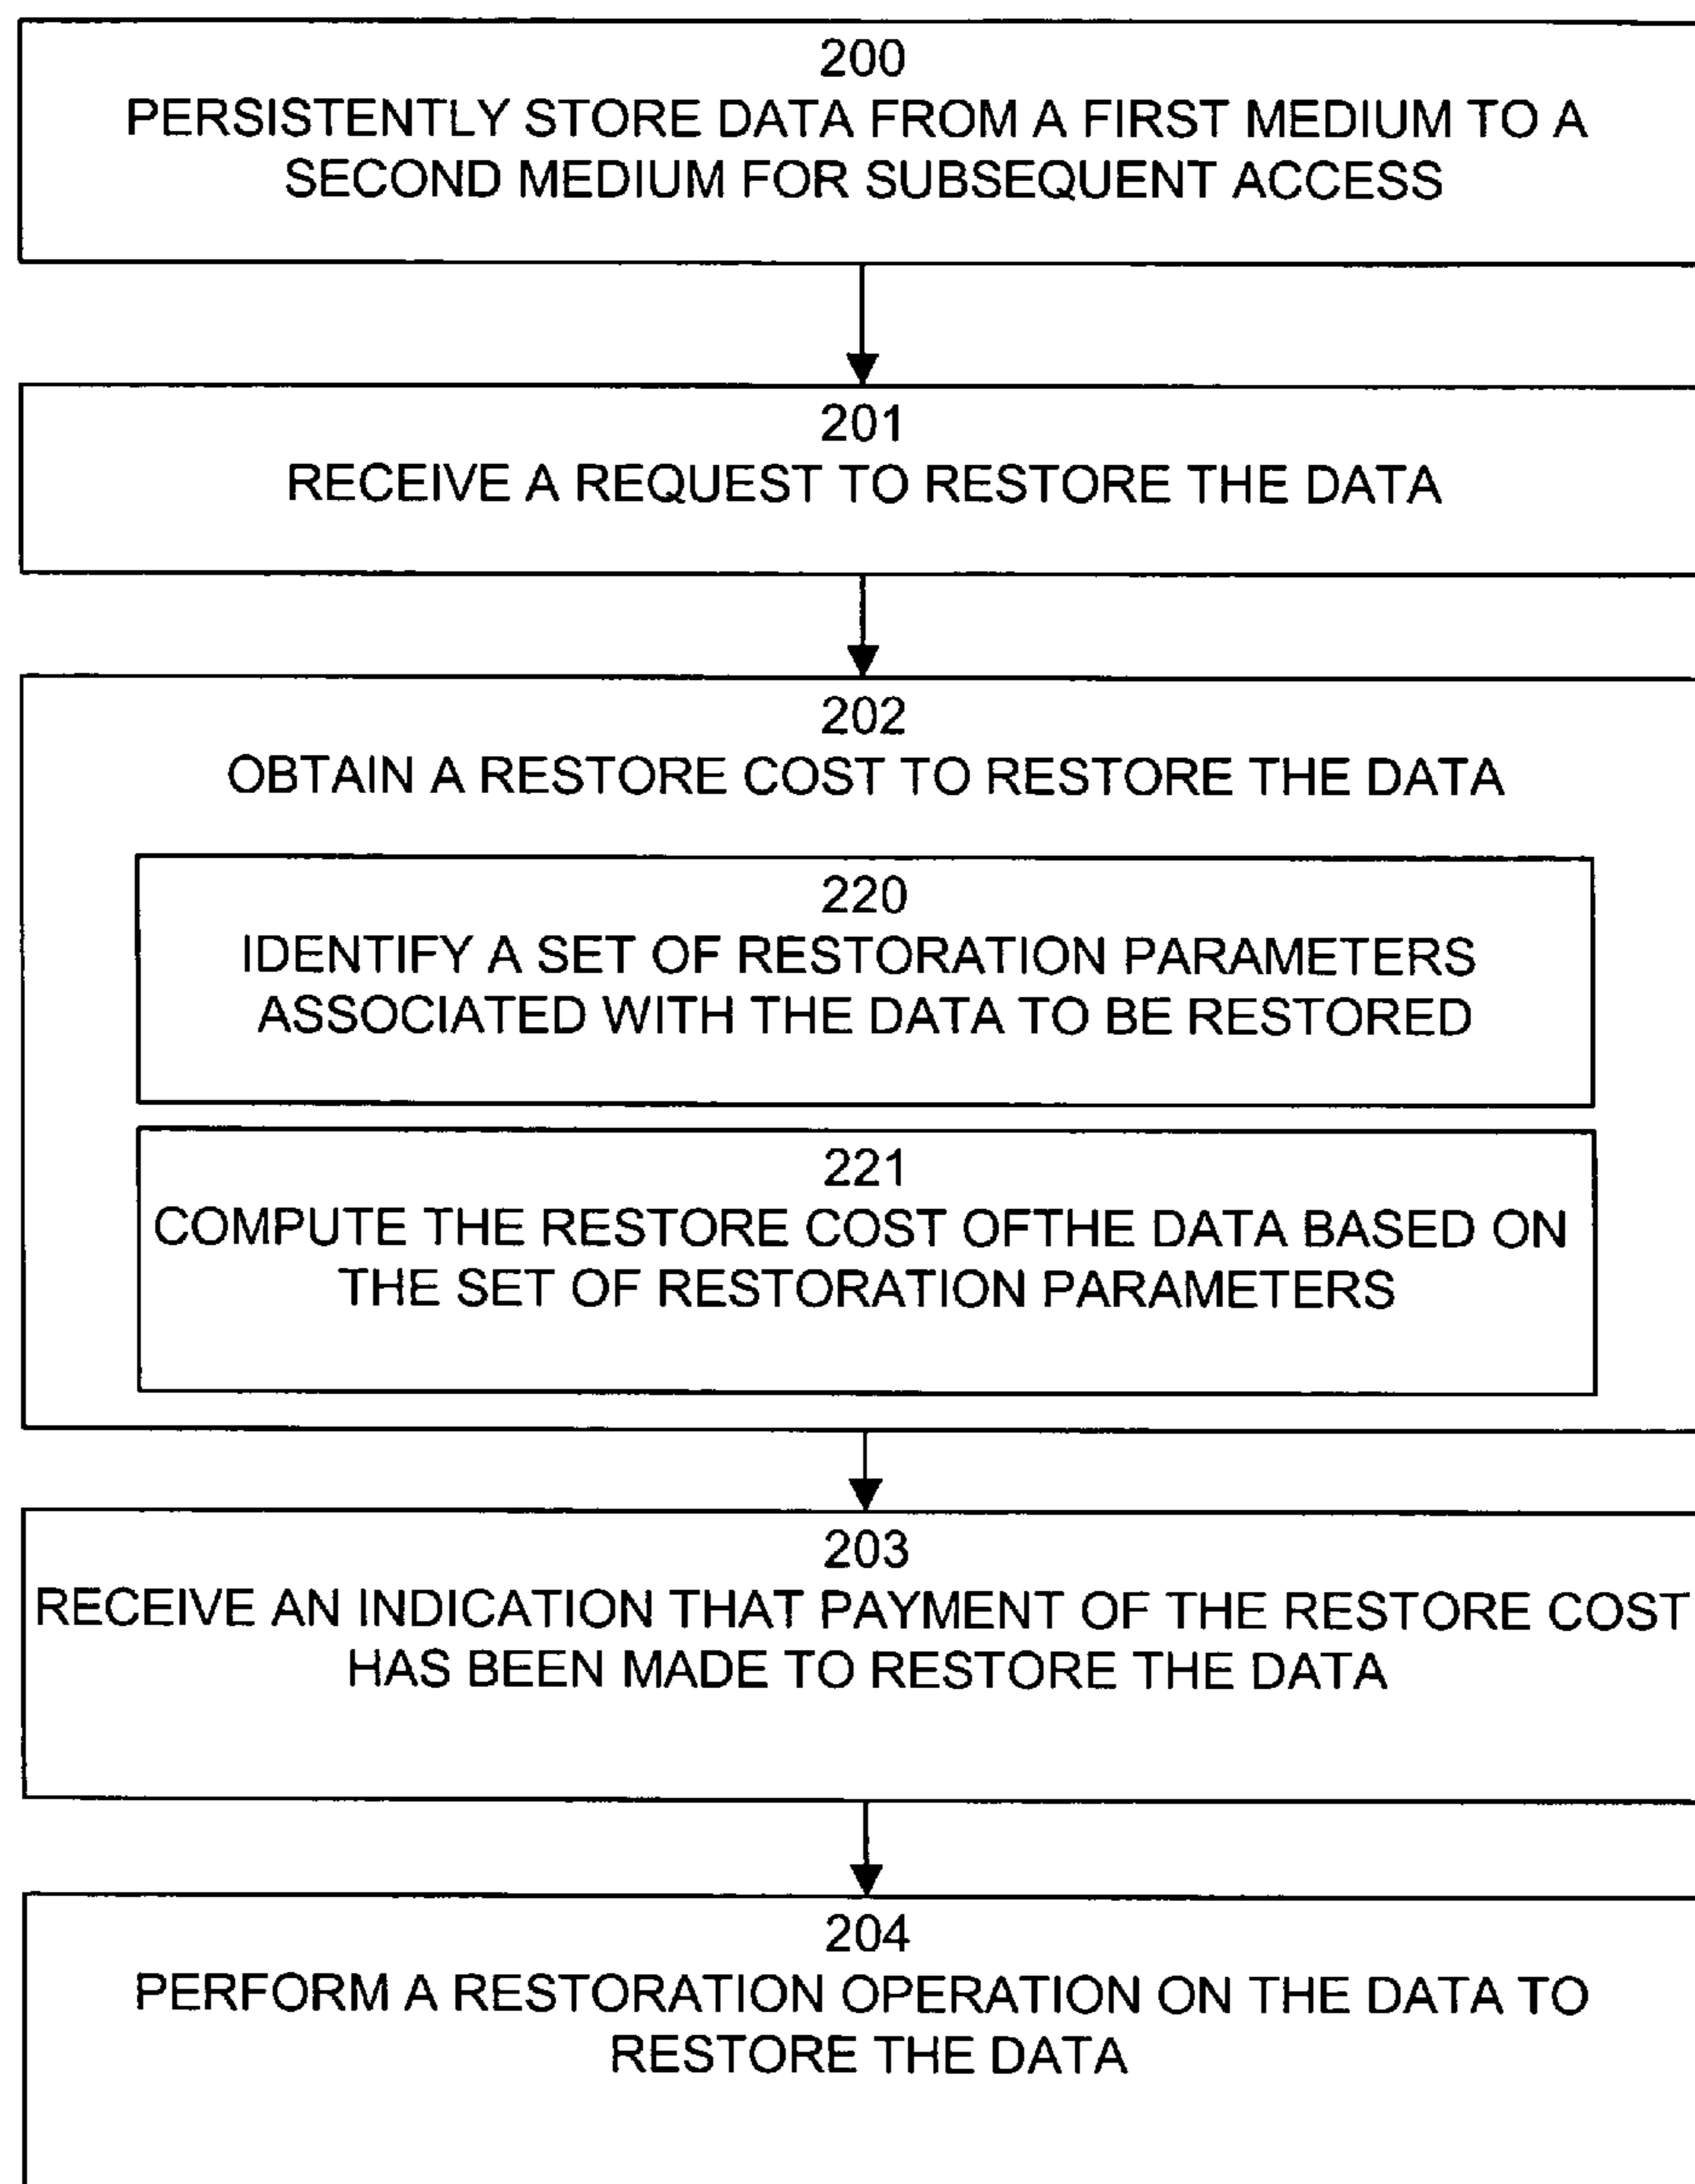 200
PERSISTENTLY STORE DATA FROM A FIRST MEDIUM TO A
SECOND MEDIUM FOR SUBSEQUENT ACCESS
201
RECEIVE A REQUEST TO RESTORE THE DATA
202
OBTAIN A RESTORE COST TO RESTORE THE DATA
220
IDENTIFY A SET OF RESTORATION PARAMETERS
ASSOCIATED WITH THE DATA TO BE RESTORED
221
COMPUTE THE RESTORE COST OFTHE DATA BASED ON
THE SET OF RESTORATION PARAMETERS
203
RECEIVE AN INDICATION THAT PAYMENT OF THE RESTORE COST
HAS BEEN MADE TO RESTORE THE DATA
204
PERFORM A RESTORATION OPERATION ON THE DATA TO
RESTORE THE DATA